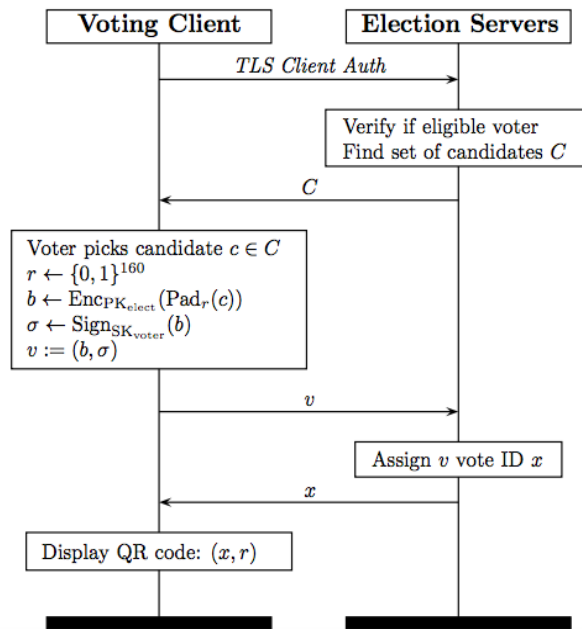 Voting Client
Election Servers
TLS Client Auth
Verify if eligible voter
Find set of candidates C
C
Voter picks candidate c ∈ C
r ← {0, 1}^160
b ← Enc_PK_elect(Pad_r(c))
σ ← Sign_SK_voter(b)
v := (b, σ)
v
Assign v vote ID x
x
Display QR code: (x, r)